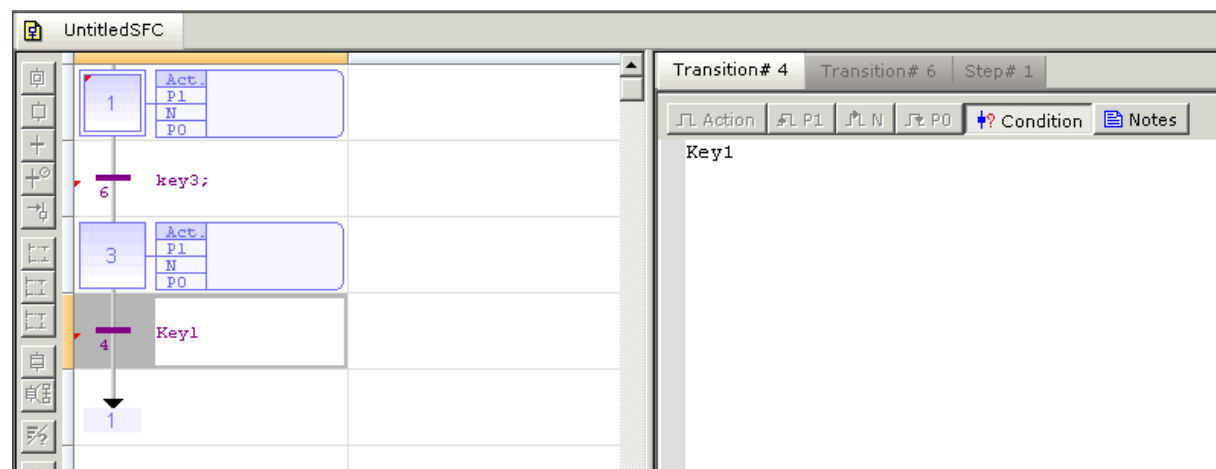 UntitledSFC
1
Act.
P1
N
P0
6
key3;
3
Act.
P1
N
P0
4
Key1
1
Transition# 4 Transition# 6 Step# 1
Action P1 N P0 Condition Notes
Key1